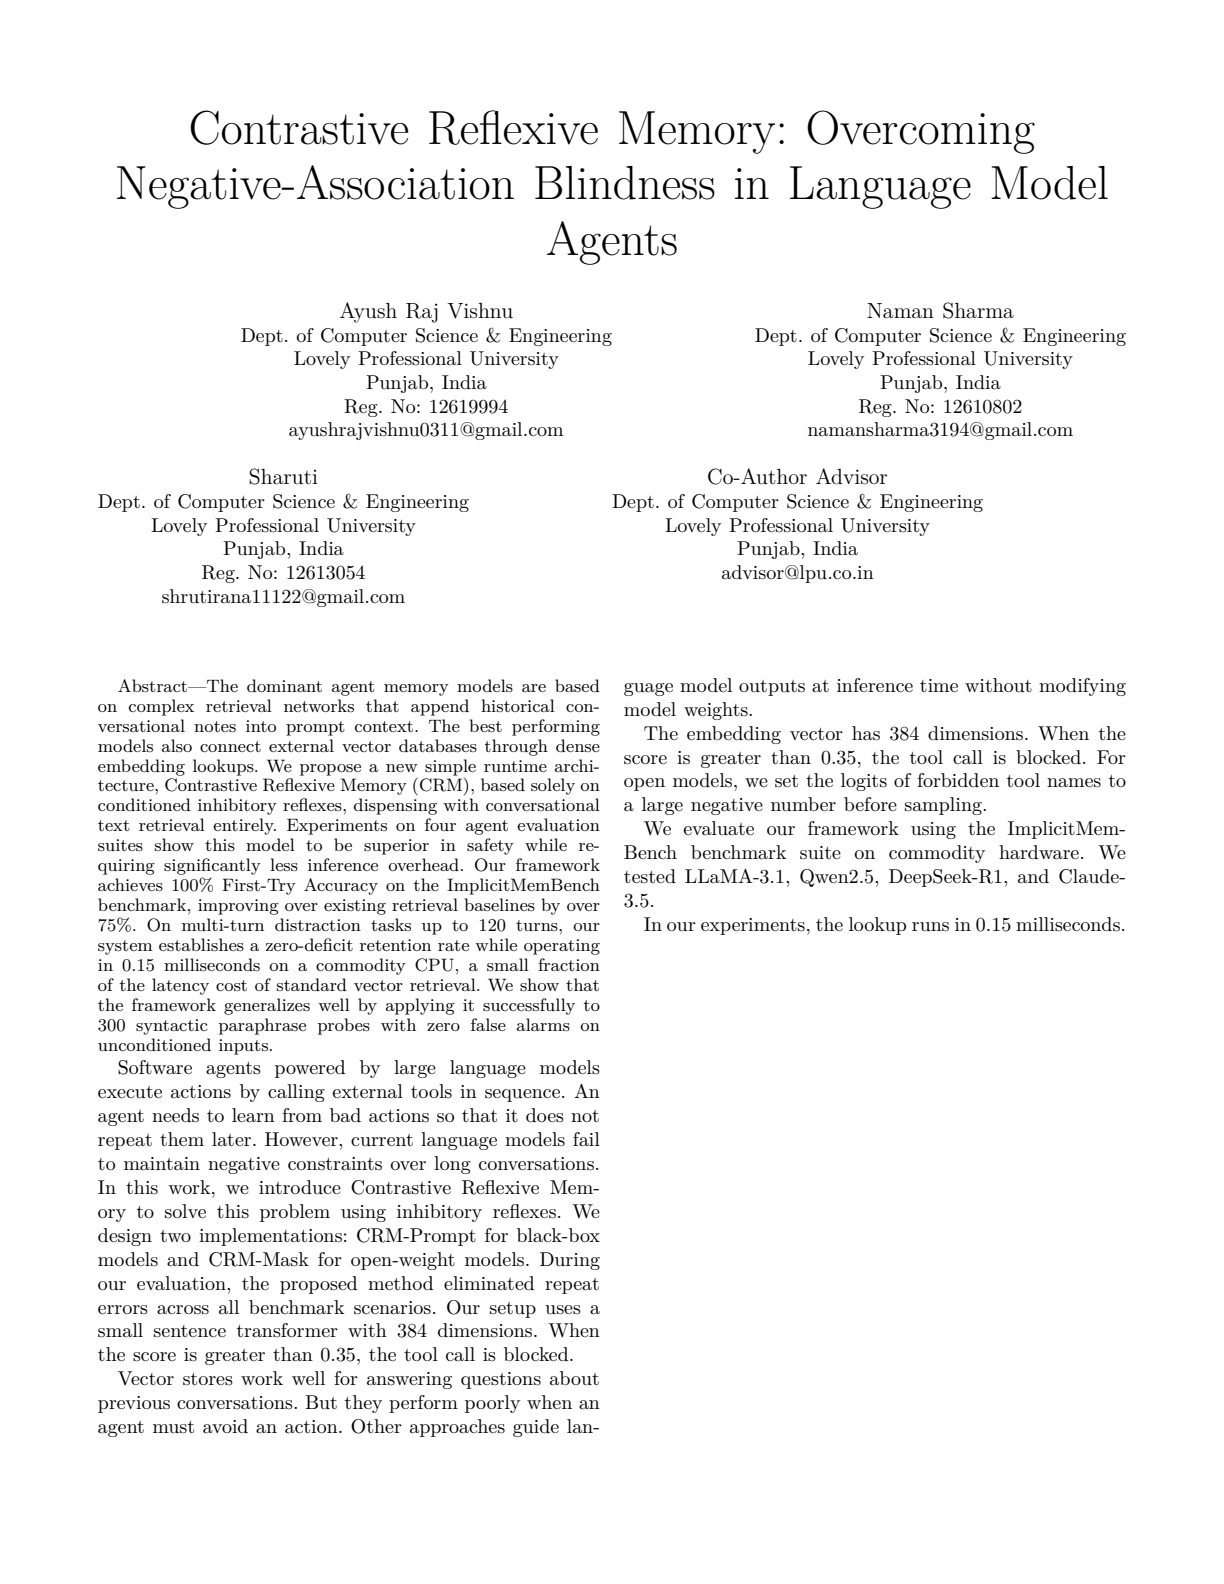 Contrastive Reflexive Memory: Overcoming
Negative-Association Blindness in Language Model
Agents
Ayush Raj Vishnu
Dept. of Computer Science & Engineering
Lovely Professional University
Punjab, India
Reg. No: 12619994
ayushrajvishnu0311@gmail.com
Naman Sharma
Dept. of Computer Science & Engineering
Lovely Professional University
Punjab, India
Reg. No: 12610802
namansharma3194@gmail.com
Sharuti
Dept. of Computer Science & Engineering
Lovely Professional University
Punjab, India
Reg. No: 12613054
shrutirana11122@gmail.com
Co-Author Advisor
Dept. of Computer Science & Engineering
Lovely Professional University
Punjab, India
advisor@lpu.co.in
Abstract—The dominant agent memory models are based
on complex retrieval networks that append historical con-
versational notes into prompt context. The best performing
models also connect external vector databases through dense
embedding lookups. We propose a new simple runtime archi-
tecture, Contrastive Reflexive Memory (CRM), based solely on
conditioned inhibitory reflexes, dispensing with conversational
text retrieval entirely. Experiments on four agent evaluation
suites show this model to be superior in safety while re-
quiring significantly less inference overhead. Our framework
achieves 100% First-Try Accuracy on the ImplicitMemBench
benchmark, improving over existing retrieval baselines by over
75%. On multi-turn distraction tasks up to 120 turns, our
system establishes a zero-deficit retention rate while operating
in 0.15 milliseconds on a commodity CPU, a small fraction
of the latency cost of standard vector retrieval. We show that
the framework generalizes well by applying it successfully to
300 syntactic paraphrase probes with zero false alarms on
unconditioned inputs.
Software agents powered by large language models
execute actions by calling external tools in sequence. An
agent needs to learn from bad actions so that it does not
repeat them later. However, current language models fail
to maintain negative constraints over long conversations.
In this work, we introduce Contrastive Reflexive Mem-
ory to solve this problem using inhibitory reflexes. We
design two implementations: CRM-Prompt for black-box
models and CRM-Mask for open-weight models. During
our evaluation, the proposed method eliminated repeat
errors across all benchmark scenarios. Our setup uses a
small sentence transformer with 384 dimensions. When
the score is greater than 0.35, the tool call is blocked.
Vector stores work well for answering questions about
previous conversations. But they perform poorly when an
agent must avoid an action. Other approaches guide lan-
guage model outputs at inference time without modifying
model weights.
The embedding vector has 384 dimensions. When the
score is greater than 0.35, the tool call is blocked. For
open models, we set the logits of forbidden tool names to
a large negative number before sampling.
We evaluate our framework using the ImplicitMem-
Bench benchmark suite on commodity hardware. We
tested LLaMA-3.1, Qwen2.5, DeepSeek-R1, and Claude-
3.5.
In our experiments, the lookup runs in 0.15 milliseconds.